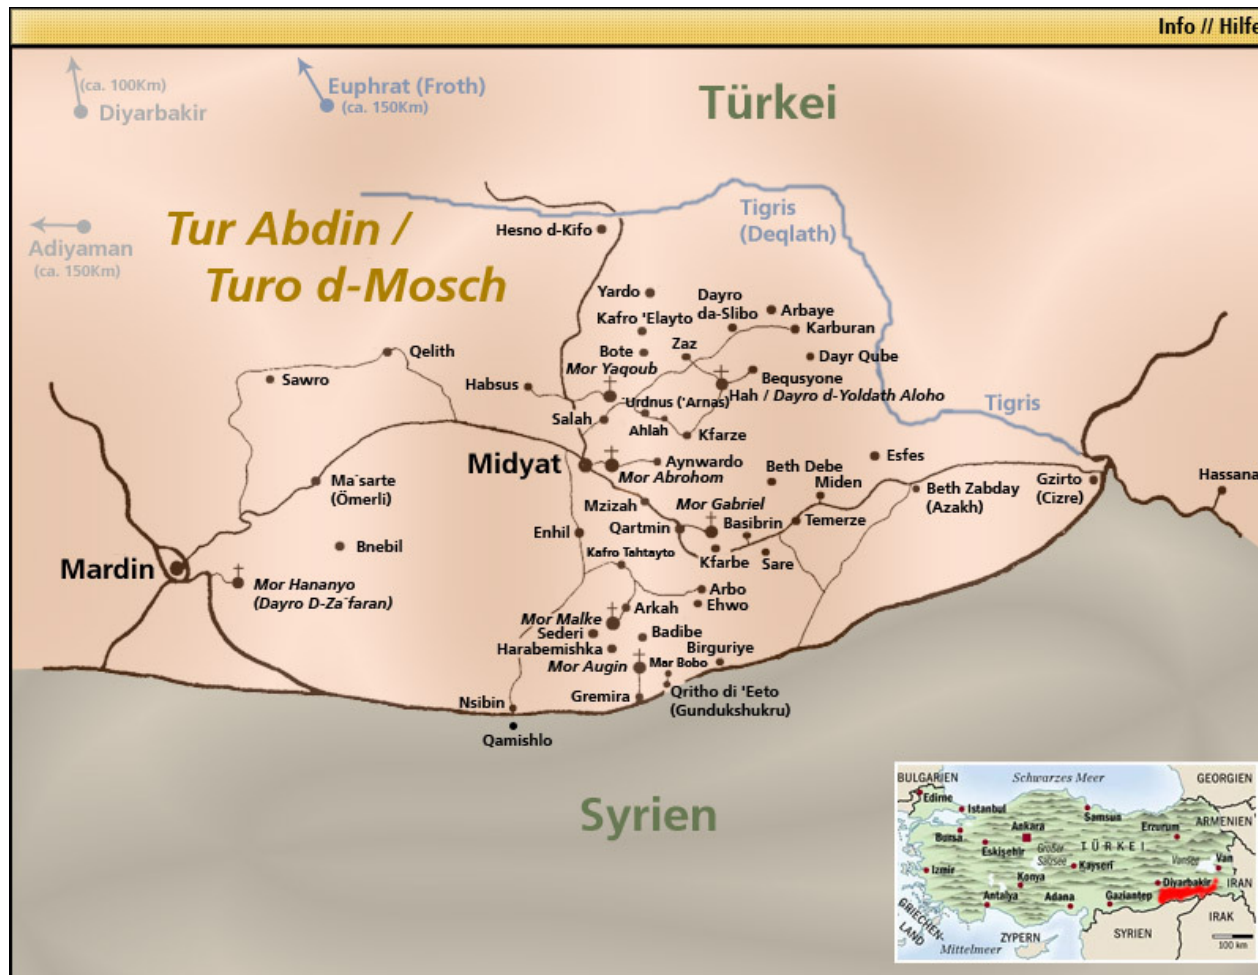 Info // Hilfe
(ca. 100Km)
Diyarbakir
Euphrat (Froth)
(ca. 150Km)
Türkei
Adiyaman
(ca. 150Km)
Tur Abdin /
Turo d-Mosch
Hesno d-Kifo
Tigris
(Deqlath)
Yardo
Dayro
da-Slibo
Arbaye
Kafro 'Elayto
Karburan
Zaz
Qelith
Bote
Dayr Qube
Mor Yaqoub
Sawro
Habsus
Bequsyone
Hah / Dayro d-Yoldath Aloho
Urdnus ('Arnas)
Tigris
Salah
Ahlah
Kfarze
Midyat
Aynwardo
Mor Abrohom
Esfes
Beth Debe
Miden
Ma`sarte
(Ömerli)
Beth Zabday
(Azakh)
Gzirto
(Cizre)
Hassana
Mzizah
Mor Gabriel
Qartmin
Basibrin
Temerze
Enhil
Bnebil
Kafro Tahtayto
Kfarbe
Sare
Mardin
Mor Hananyo
(Dayro D-Za`faran)
Arbo
Ehwo
Arkah
Mor Malke
Sederi
Badibe
Harabemishka
Birguriye
Mor Augin
Mar Bobo
Nsibin
Gremira
Qritho di 'Eeto
(Gundukshukru)
Qamishlo
Syrien
BULGARIEN
Schwarzes Meer
GEORGIEN
Edirne
Istanbul
Samsun
ARMENIEN
Bursa
Ankara
Erzurum
Eskişehir
Großer
Salzsee
TÜRKEI
Vansee
Van
Izmir
Kayseri
Konya
Diyarbakir
IRAN
Antalya
Adana
Gaziantep
GRIECHEN-
LAND
ZYPERN
SYRIEN
IRAK
Mittelmeer
100 km